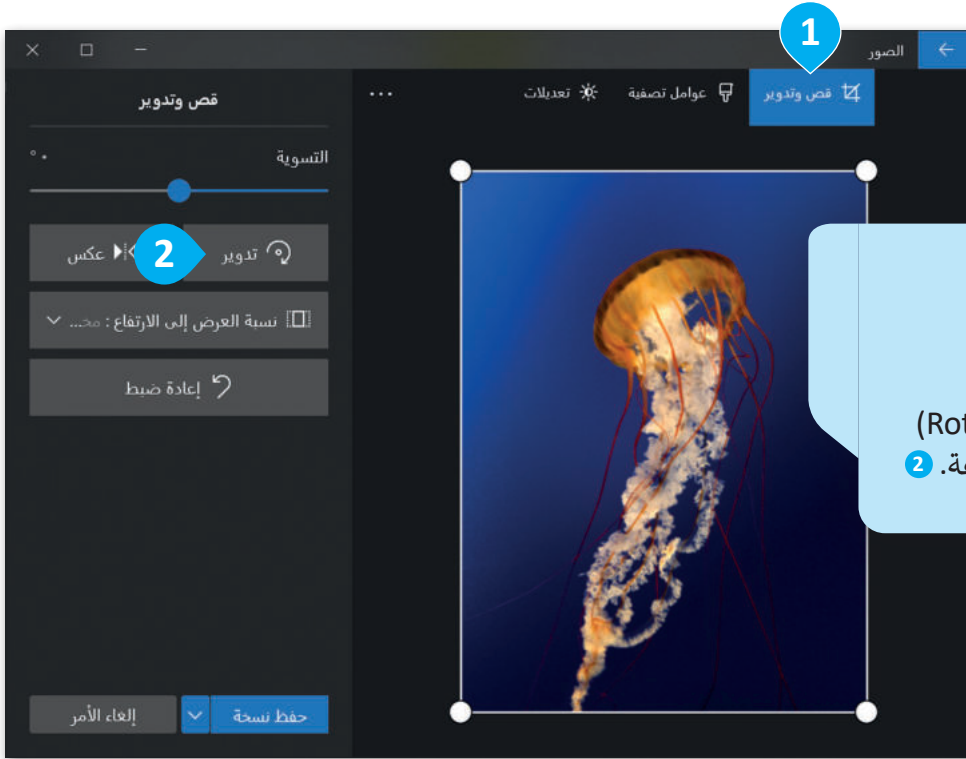 1
الصور
قص وتدوير
عوامل تصفية
تعديلات
...
قص وتدوير
التسوية
°٠
تدوير
2
عكس
نسبة العرض إلى الارتفاع : مخـ...
إعادة ضبط
(Rot
ة. 2
حفظ نسخة
إلغاء الأمر